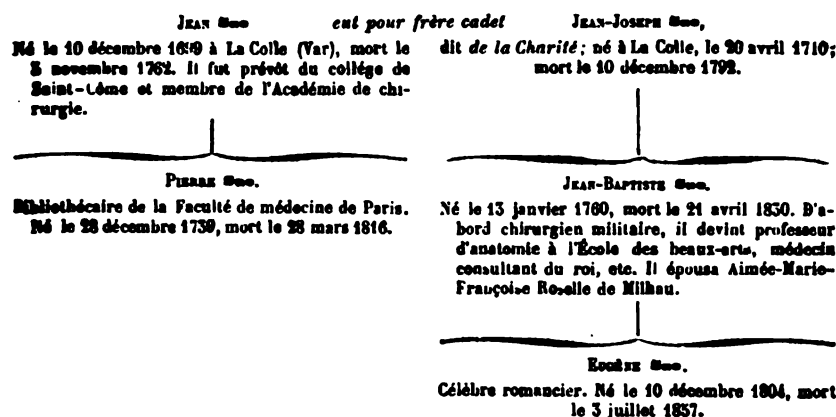 JEAN SUE eut pour frère cadet JEAN-JOSEPH SUE,
Né le 10 décembre 1699 à La Colle (Var), mort le
novembre 1762. Il fut prévôt du collége de
Saint-Côme et membre de l'Académie de chi-
rurgie.
dit de la Charité; né à La Colle, le 20 avril 1710;
mort le 10 décembre 1792.
PIERRE SUE.
Bibliothécaire de la Faculté de médecine de Paris.
Né le 28 décembre 1739, mort le 28 mars 1816.
JEAN-BAPTISTE SUE.
Né le 13 janvier 1760, mort le 21 avril 1830. D'a-
bord chirurgien militaire, il devint professeur
d'anatomie à l'École des beaux-arts, médecin
consultant du roi, etc. Il épousa Aimée-Marie-
Françoise Roselle de Milhau.
EUGÈNE SUE.
Célèbre romancier. Né le 10 décembre 1804, mort
le 3 juillet 1857.